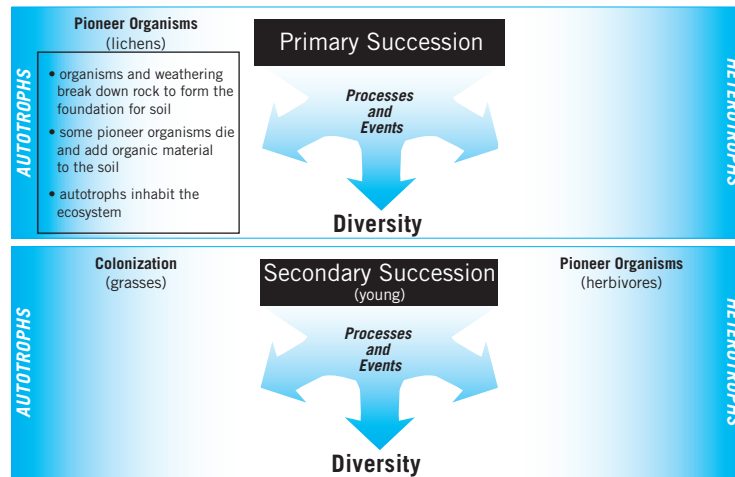 Pioneer Organisms
(lichens)
Primary Succession
AUTOTROPHS
• organisms and weathering
break down rock to form the
foundation for soil
• some pioneer organisms die
and add organic material
to the soil
• autotrophs inhabit the
ecosystem
Processes
and
Events
HETEROTROPHS
Diversity
Colonization
(grasses)
Secondary Succession
(young)
Pioneer Organisms
(herbivores)
AUTOTROPHS
Processes
and
Events
HETEROTROPHS
Diversity